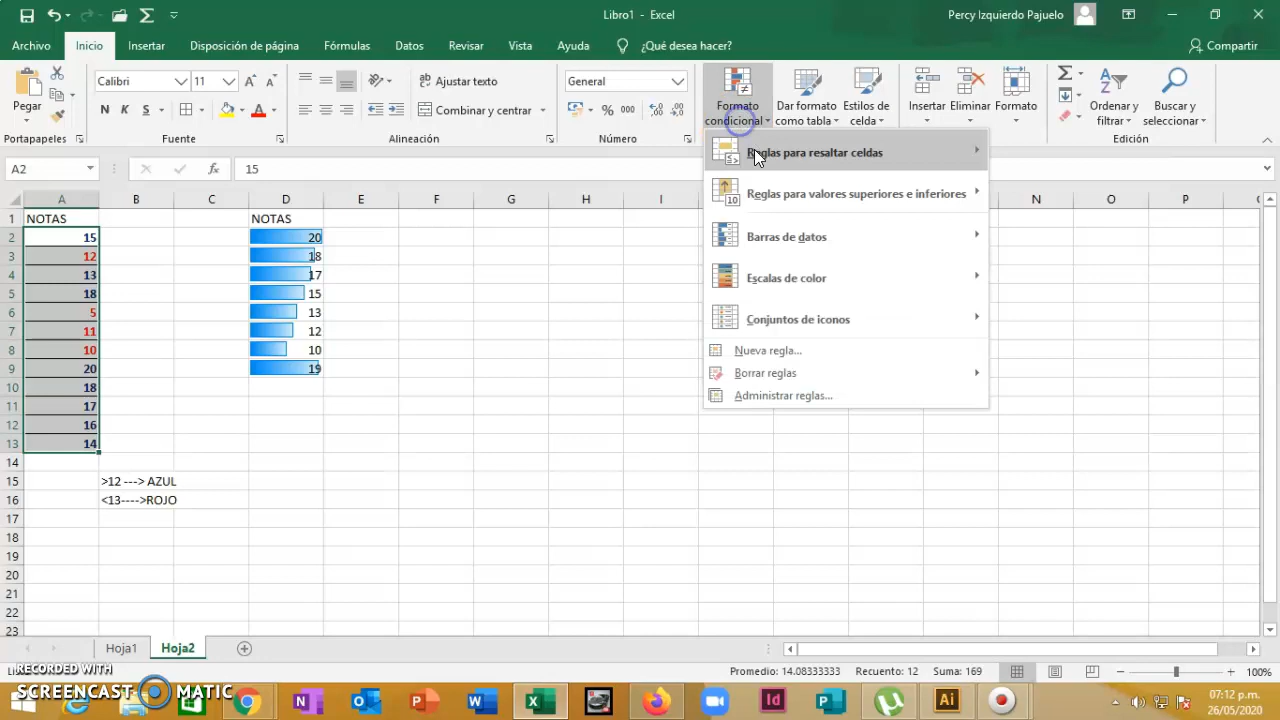 Libro1 - Excel
Percy Izquierdo Pajuelo
Archivo Inicio Insertar Disposición de página Fórmulas Datos Revisar Vista Ayuda ¿Qué desea hacer? Compartir
Pegar
Portapapeles
Calibri 11
N K S
Fuente
Ajustar texto
Combinar y centrar
Alineación
General
% 000
Número
Formato condicional
Dar formato como tabla
Estilos de celda
Insertar Eliminar Formato
Ordenar y filtrar
Buscar y seleccionar
Edición
A2 fx 15
Reglas para resaltar celdas
Reglas para valores superiores e inferiores
Barras de datos
Escalas de color
Conjuntos de iconos
Nueva regla...
Borrar reglas
Administrar reglas...
A B C D E F G H I N O P
1 NOTAS NOTAS
2 15 20
3 12 18
4 13 17
5 18 15
6 5 13
7 11 12
8 10 10
9 20 19
10 18
11 17
12 16
13 14
14
15 >12 ---> AZUL
16 <13---->ROJO
17
18
19
20
21
22
23
Hoja1 Hoja2
Promedio: 14.08333333 Recuento: 12 Suma: 169 100%
RECORDED WITH
SCREENCAST MATIC
07:12 p.m.
26/05/2020